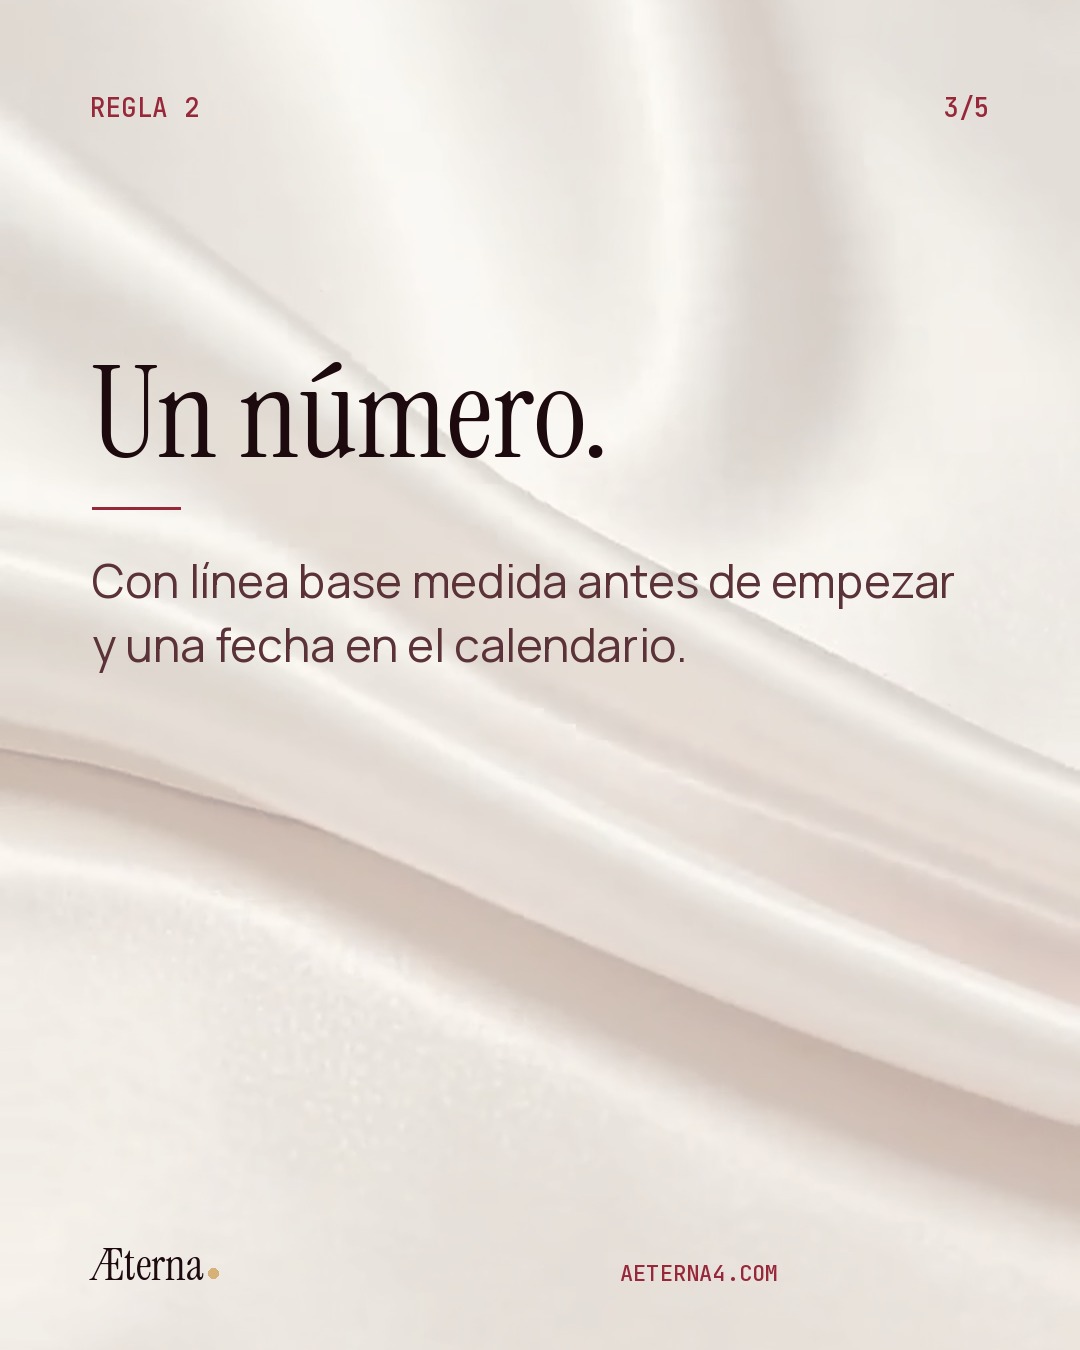 REGLA 2
3/5
Un número.
Con línea base medida antes de empezar
y una fecha en el calendario.
Æterna
AETERNA4.COM